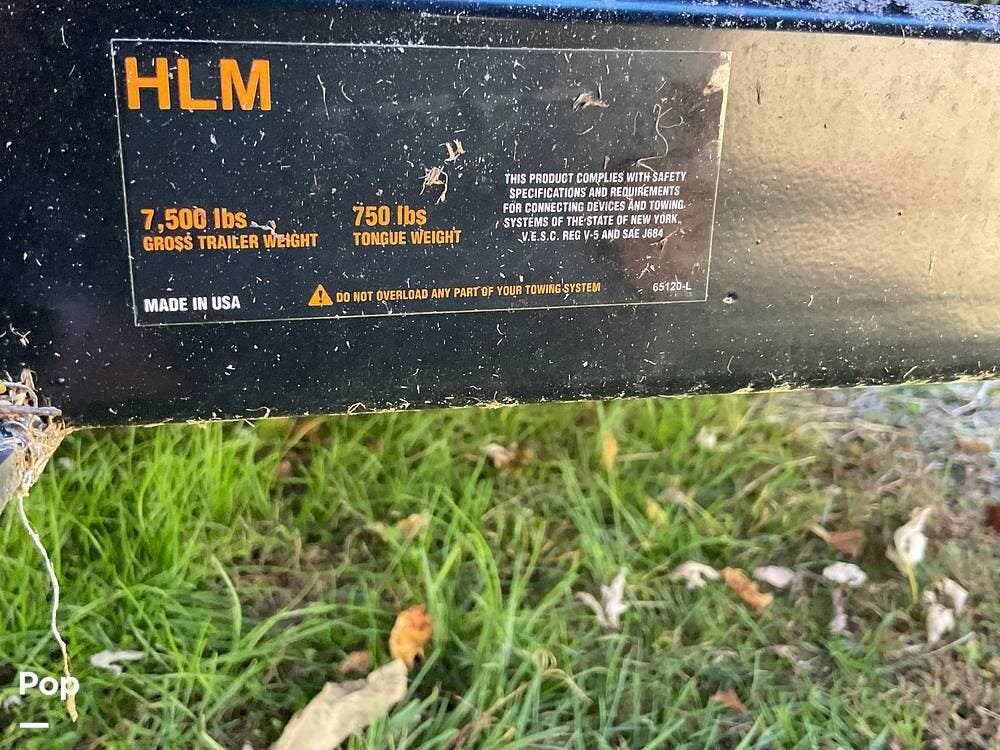 HLM
7,500 lbs
GROSS TRAILER WEIGHT
750 lbs
TONGUE WEIGHT
THIS PRODUCT COMPLIES WITH SAFETY
SPECIFICATIONS AND REQUIREMENTS
FOR CONNECTING DEVICES AND TOWING
SYSTEMS OF THE STATE OF NEW YORK,
V.E.S.C. REG V-5 AND SAE J684
MADE IN USA
DO NOT OVERLOAD ANY PART OF YOUR TOWING SYSTEM
65120-L
Pop